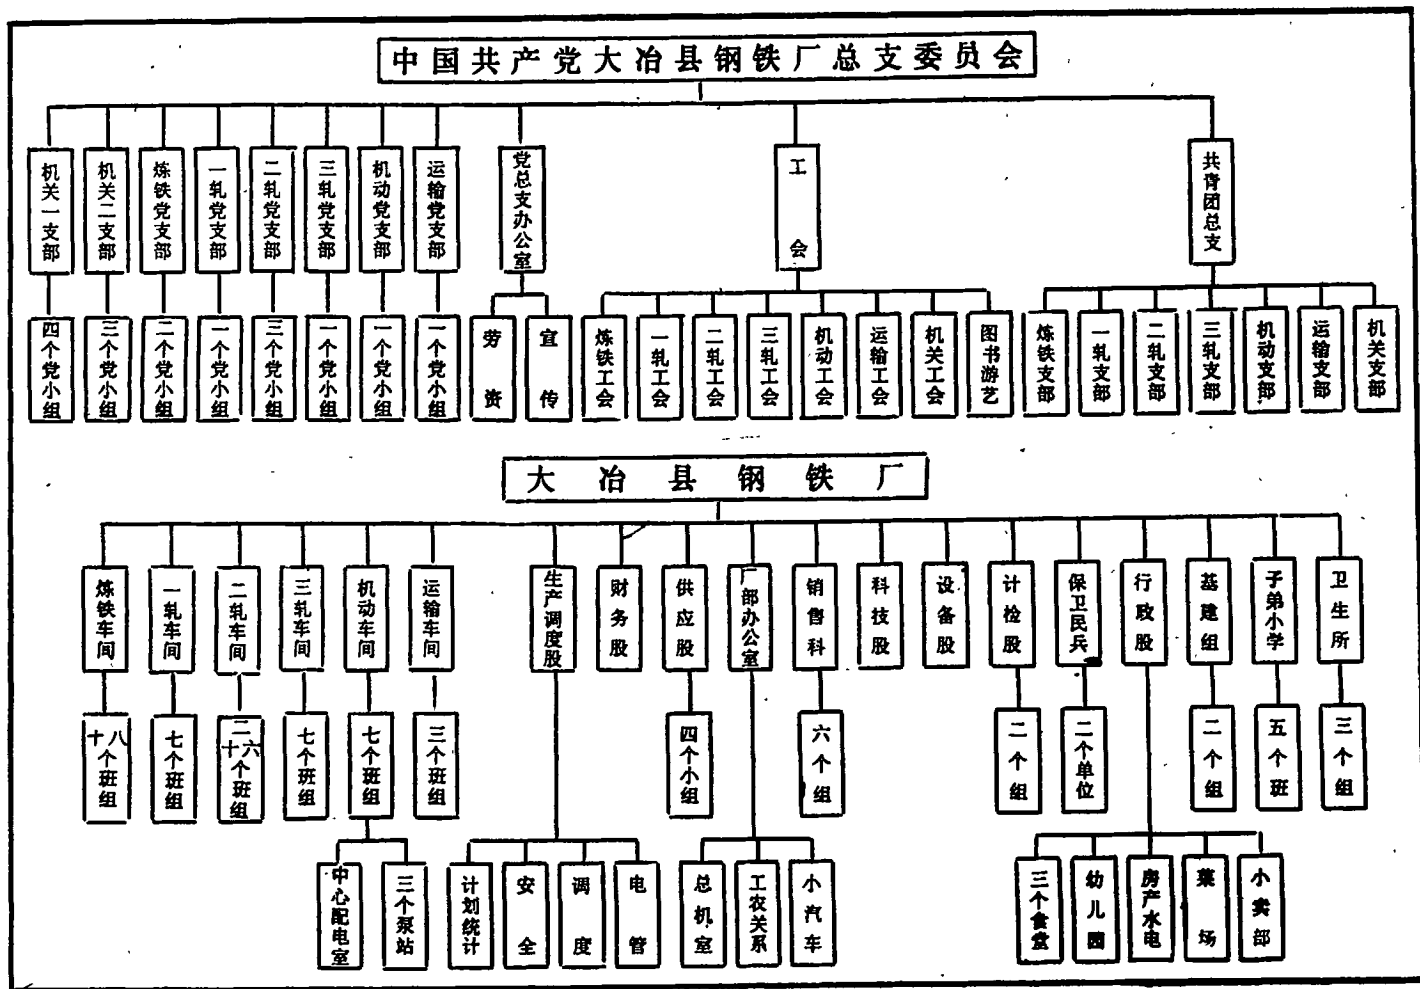 中国共产党大冶县钢铁厂总支委员会
机关一支部
机关二支部
炼铁党支部
一轧党支部
二轧党支部
三轧党支部
机动党支部
运输党支部
党总支办公室
工会
共青团总支
四个党小组
三个党小组
二个党小组
一个党小组
三个党小组
一个党小组
一个党小组
一个党小组
劳资
宣传
炼铁工会
一轧工会
二轧工会
三轧工会
机动工会
运输工会
机关工会
图书游艺
炼铁支部
一轧支部
二轧支部
三轧支部
机动支部
运输支部
机关支部
大冶县钢铁厂
炼铁车间
一轧车间
二轧车间
三轧车间
机动车间
运输车间
生产调度股
财务股
供应股
厂部办公室
销售科
科技股
设备股
计检股
保卫民兵
行政股
基建组
子弟小学
卫生所
十八个班组
七个班组
二十六个班组
七个班组
七个班组
三个班组
四个小组
六个组
二个组
二个单位
二个组
五个班
三个组
中心配电室
三个泵站
计划统计
安全
调度
电管
总机室
工农关系
小汽车
三个食堂
幼儿园
房产水电
菜场
小卖部